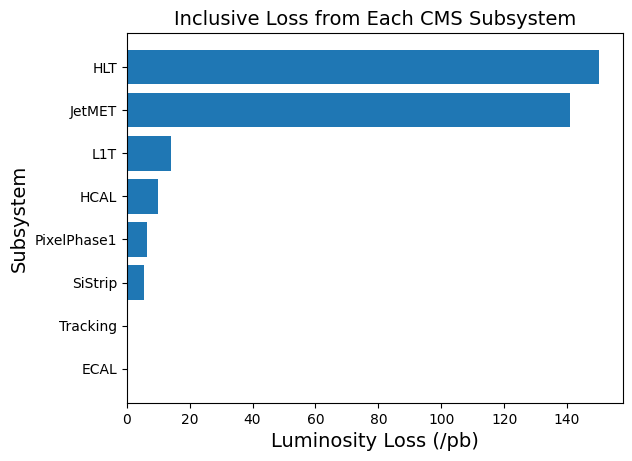 Inclusive Loss from Each CMS Subsystem
HLT
JetMET
L1T
HCAL
PixelPhase1
SiStrip
Tracking
ECAL
Subsystem
0 20 40 60 80 100 120 140
Luminosity Loss (/pb)